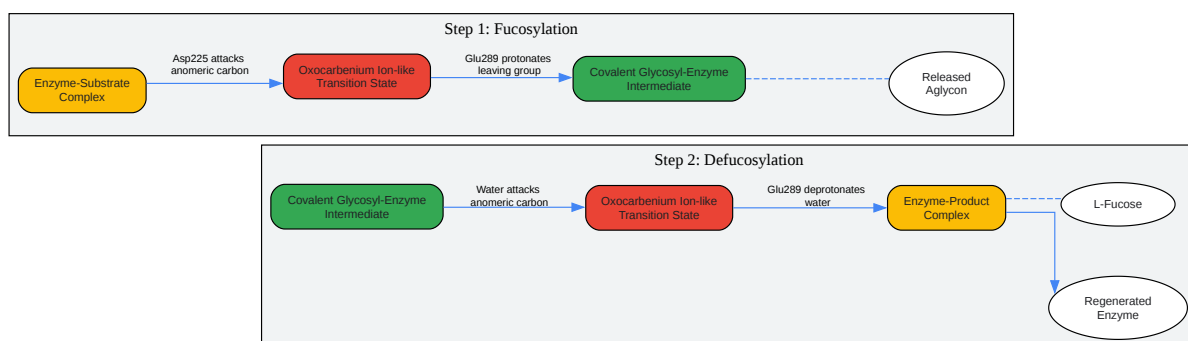 Step 1: Fucosylation
Enzyme-Substrate
Complex
Asp225 attacks
anomeric carbon
Oxocarbenium Ion-like
Transition State
Glu289 protonates
leaving group
Covalent Glycosyl-Enzyme
Intermediate
Released
Aglycon
Step 2: Defucosylation
Covalent Glycosyl-Enzyme
Intermediate
Water attacks
anomeric carbon
Oxocarbenium Ion-like
Transition State
Glu289 deprotonates
water
Enzyme-Product
Complex
L-Fucose
Regenerated
Enzyme